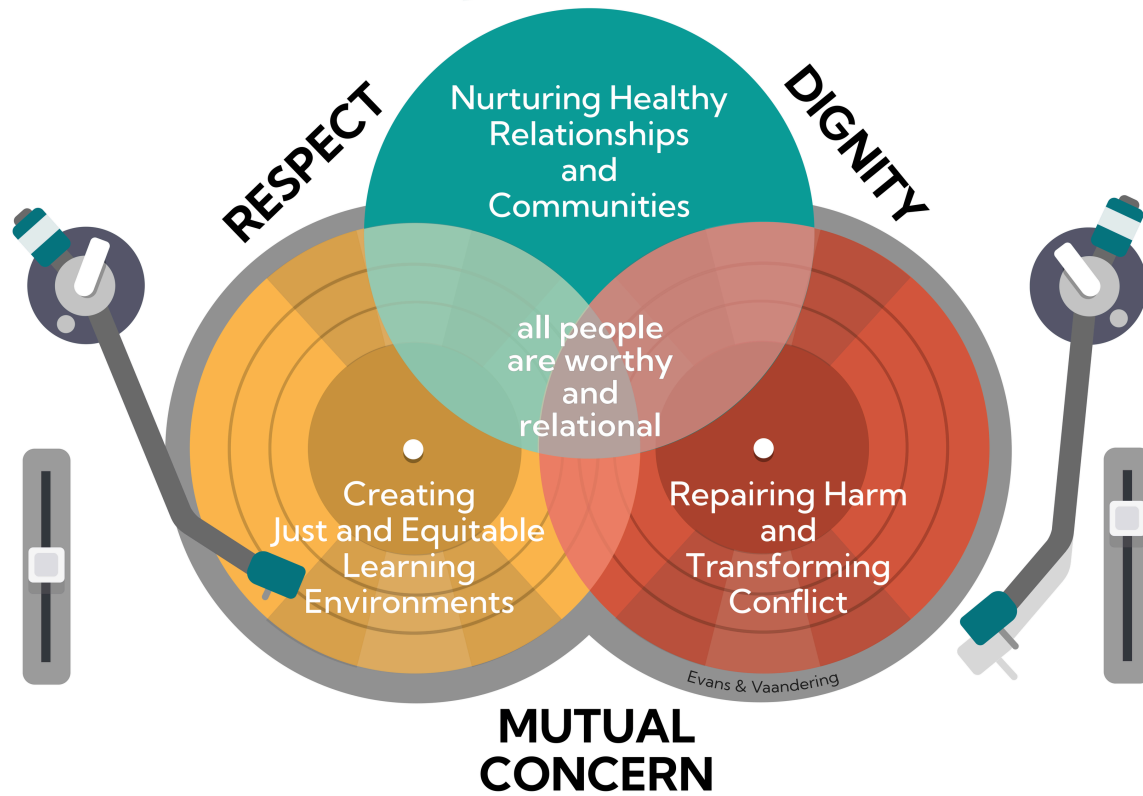 RESPECT
DIGNITY
Nurturing Healthy
Relationships
and
Communities
all people
are worthy
and
relational
Creating
Just and Equitable
Learning
Environments
Repairing Harm
and
Transforming
Conflict
Evans & Vaandering
MUTUAL
CONCERN